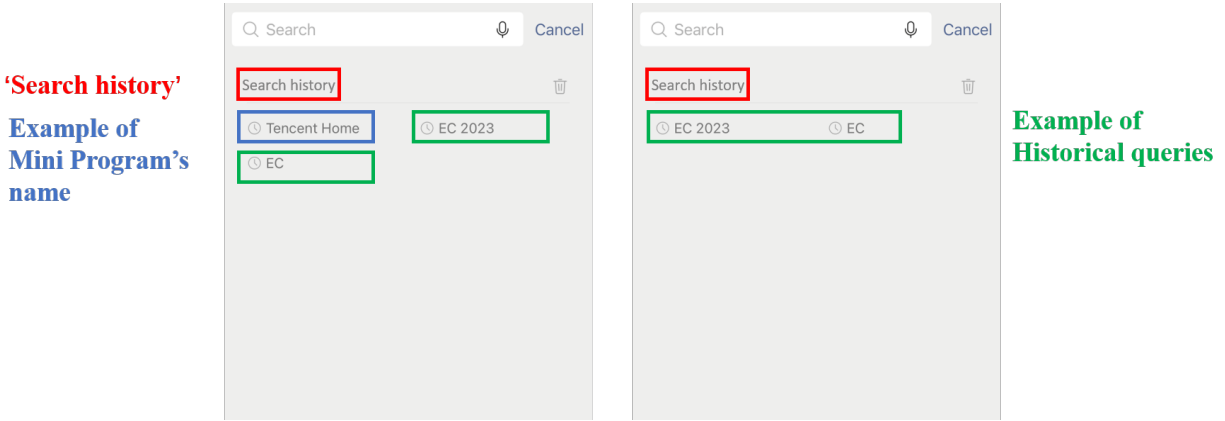 ‘Search history’
Example of
Mini Program’s
name
Search Cancel
Search history
Tencent Home EC 2023
EC
Search Cancel
Search history
EC 2023 EC
Example of
Historical queries